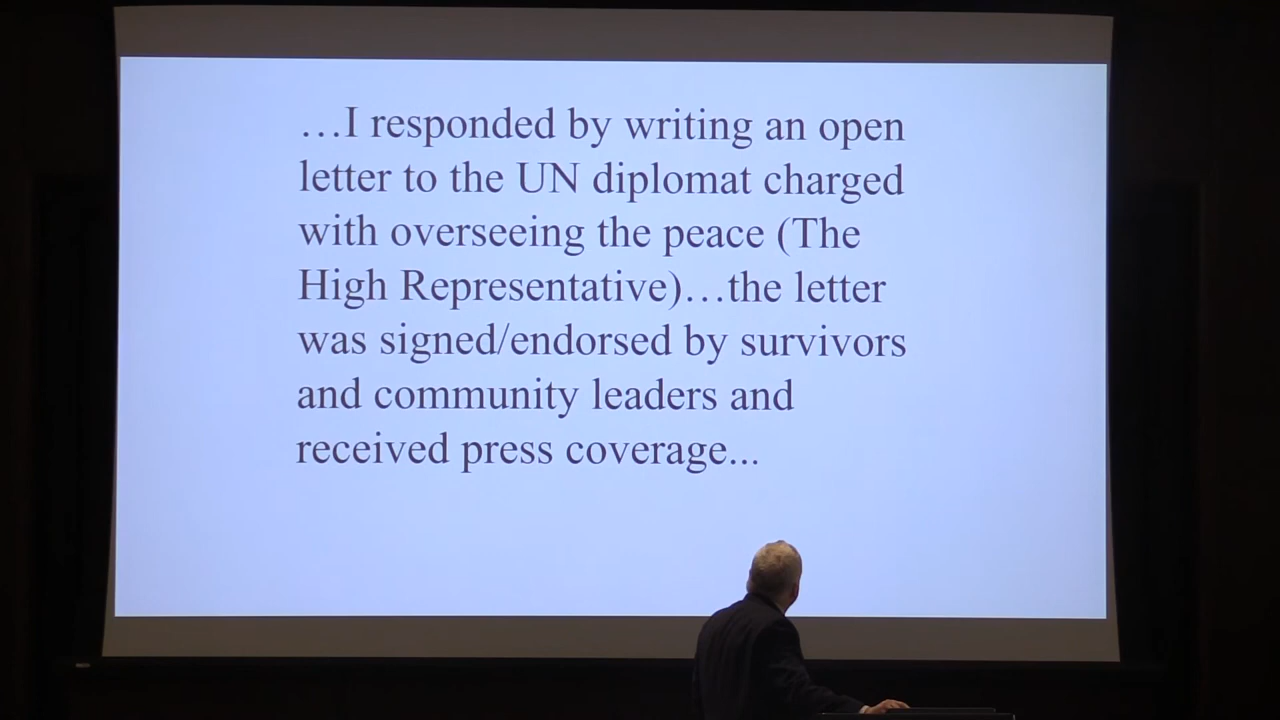 …I responded by writing an open
letter to the UN diplomat charged
with overseeing the peace (The
High Representative)…the letter
was signed/endorsed by survivors
and community leaders and
received press coverage...